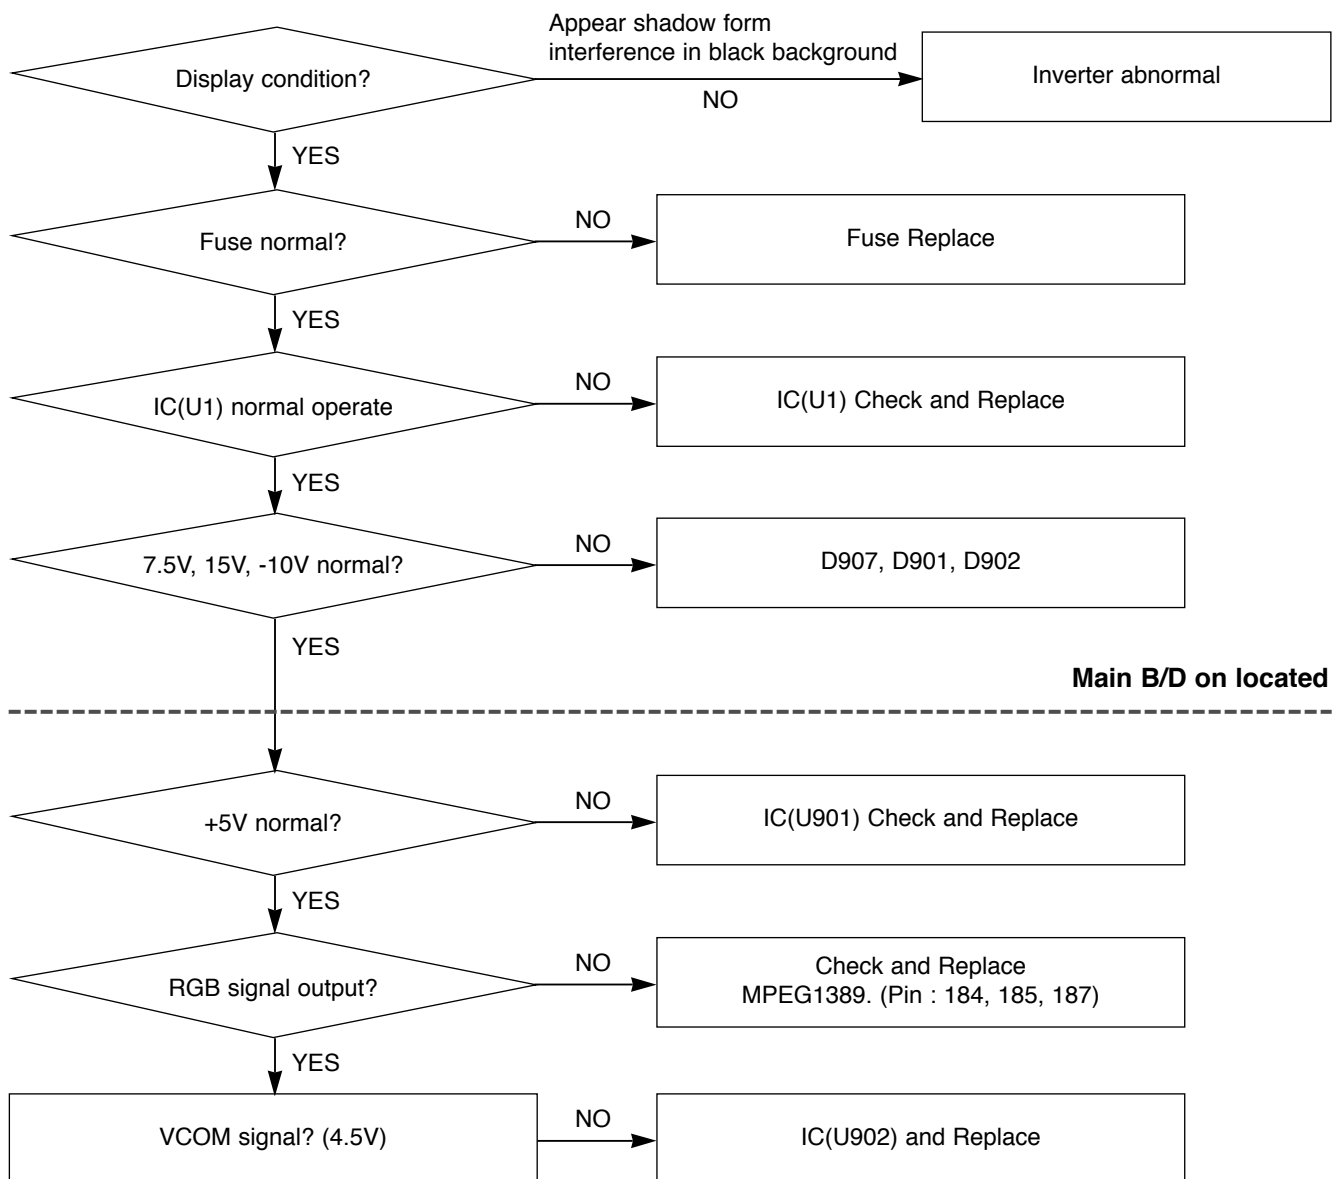 Appear shadow form
interference in black background
Display condition?
NO
Inverter abnormal
YES
Fuse normal?
NO
Fuse Replace
YES
IC(U1) normal operate
NO
IC(U1) Check and Replace
YES
7.5V, 15V, -10V normal?
NO
D907, D901, D902
YES
Main B/D on located
+5V normal?
NO
IC(U901) Check and Replace
YES
RGB signal output?
NO
Check and Replace
MPEG1389. (Pin : 184, 185, 187)
YES
VCOM signal? (4.5V)
NO
IC(U902) and Replace